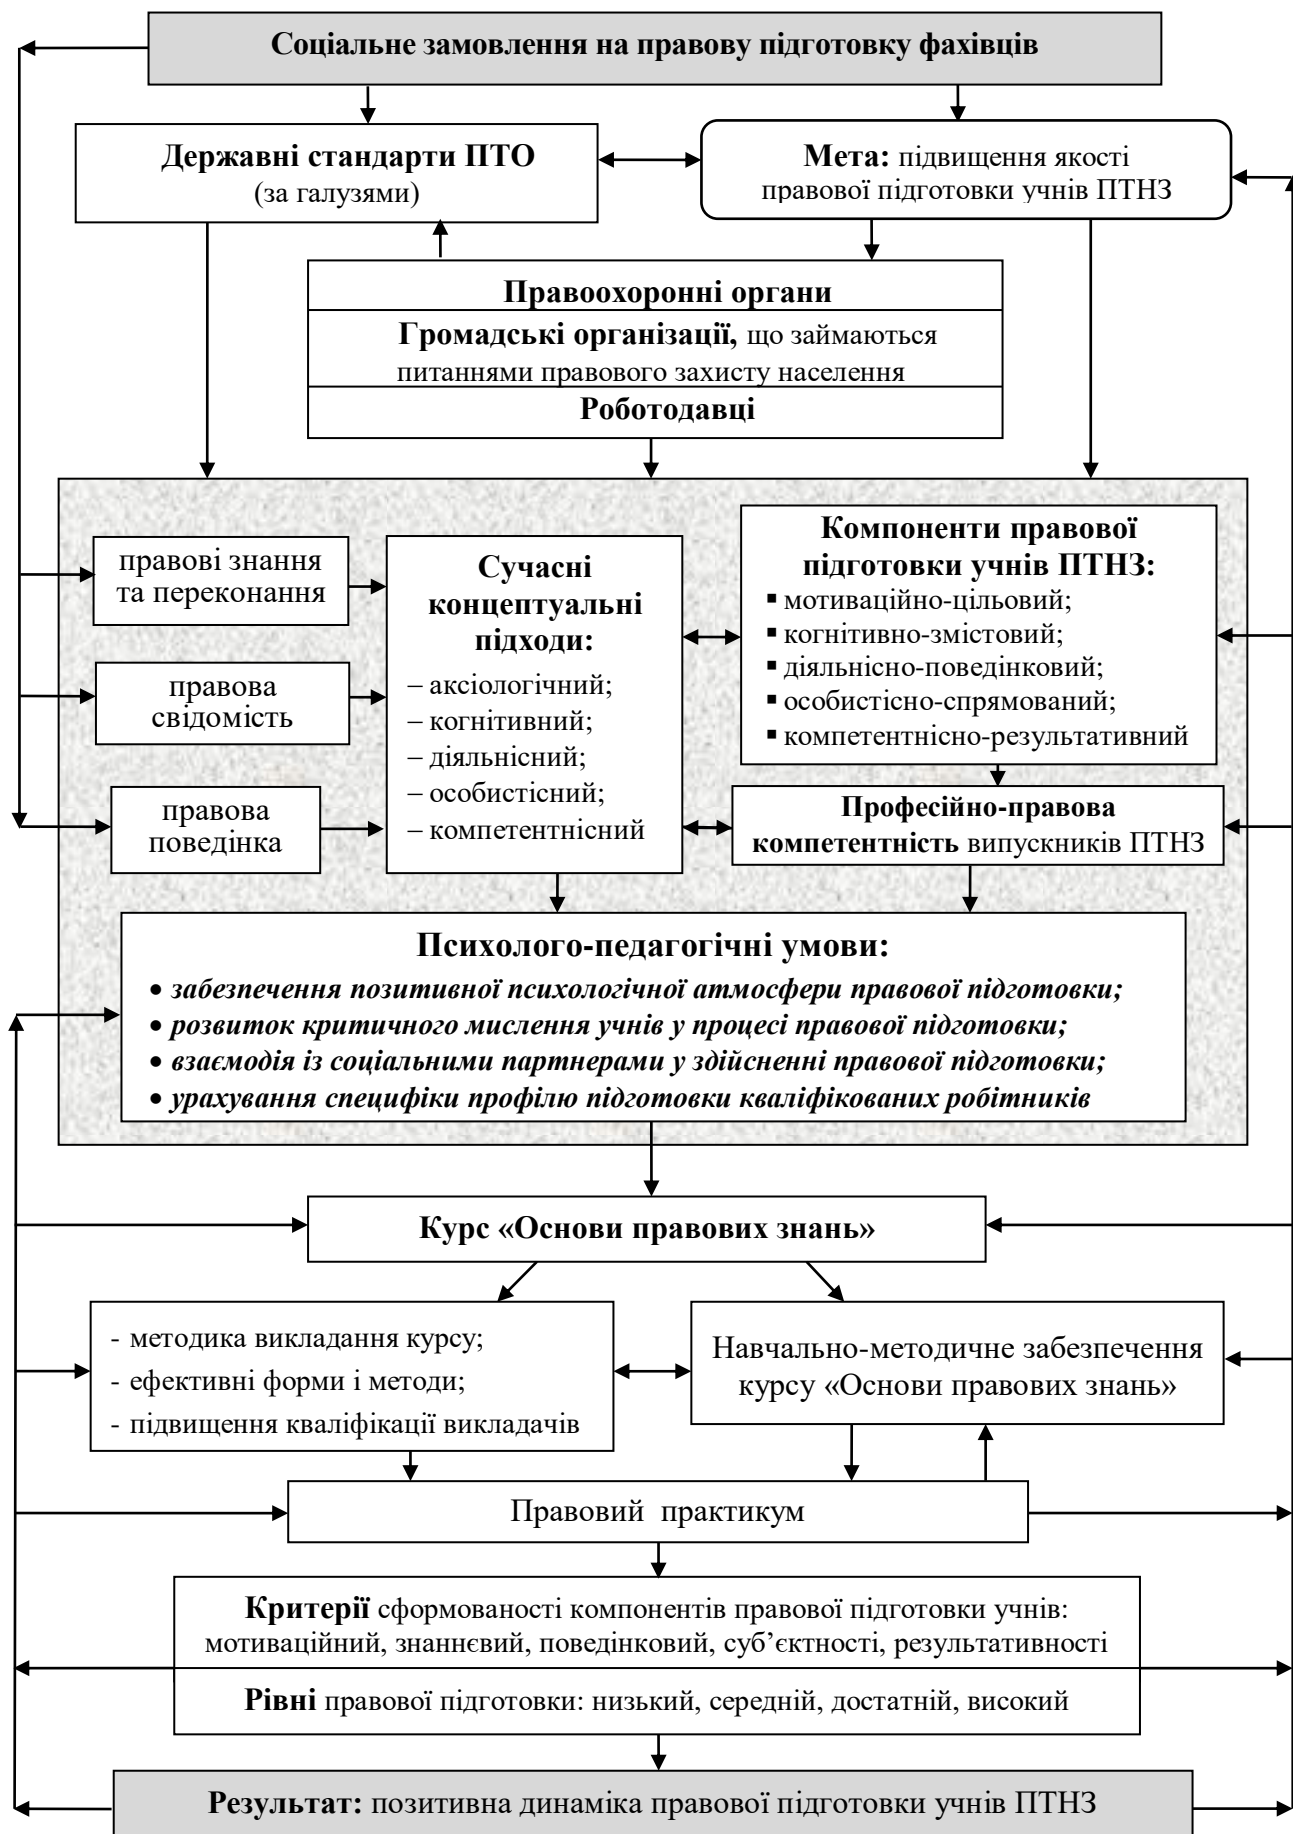 Соціальне замовлення на правову підготовку фахівців
Державні стандарти ПТО
(за галузями)
Мета: підвищення якості
правової підготовки учнів ПТНЗ
Правоохоронні органи
Громадські організації, що займаються
питаннями правового захисту населення
Роботодавці
правові знання
та переконання
правова
свідомість
правова
поведінка
Сучасні
концептуальні
підходи:
– аксіологічний;
– когнітивний;
– діяльнісний;
– особистісний;
– компетентнісний
Компоненти правової
підготовки учнів ПТНЗ:
▪ мотиваційно-цільовий;
▪ когнітивно-змістовий;
▪ діяльнісно-поведінковий;
▪ особистісно-спрямований;
▪ компетентнісно-результативний
Професійно-правова
компетентність випускників ПТНЗ
Психолого-педагогічні умови:
• забезпечення позитивної психологічної атмосфери правової підготовки;
• розвиток критичного мислення учнів у процесі правової підготовки;
• взаємодія із соціальними партнерами у здійсненні правової підготовки;
• урахування специфіки профілю підготовки кваліфікованих робітників
Курс «Основи правових знань»
- методика викладання курсу;
- ефективні форми і методи;
- підвищення кваліфікації викладачів
Навчально-методичне забезпечення
курсу «Основи правових знань»
Правовий практикум
Критерії сформованості компонентів правової підготовки учнів:
мотиваційний, знаннєвий, поведінковий, суб’єктності, результативності
Рівні правової підготовки: низький, середній, достатній, високий
Результат: позитивна динаміка правової підготовки учнів ПТНЗ